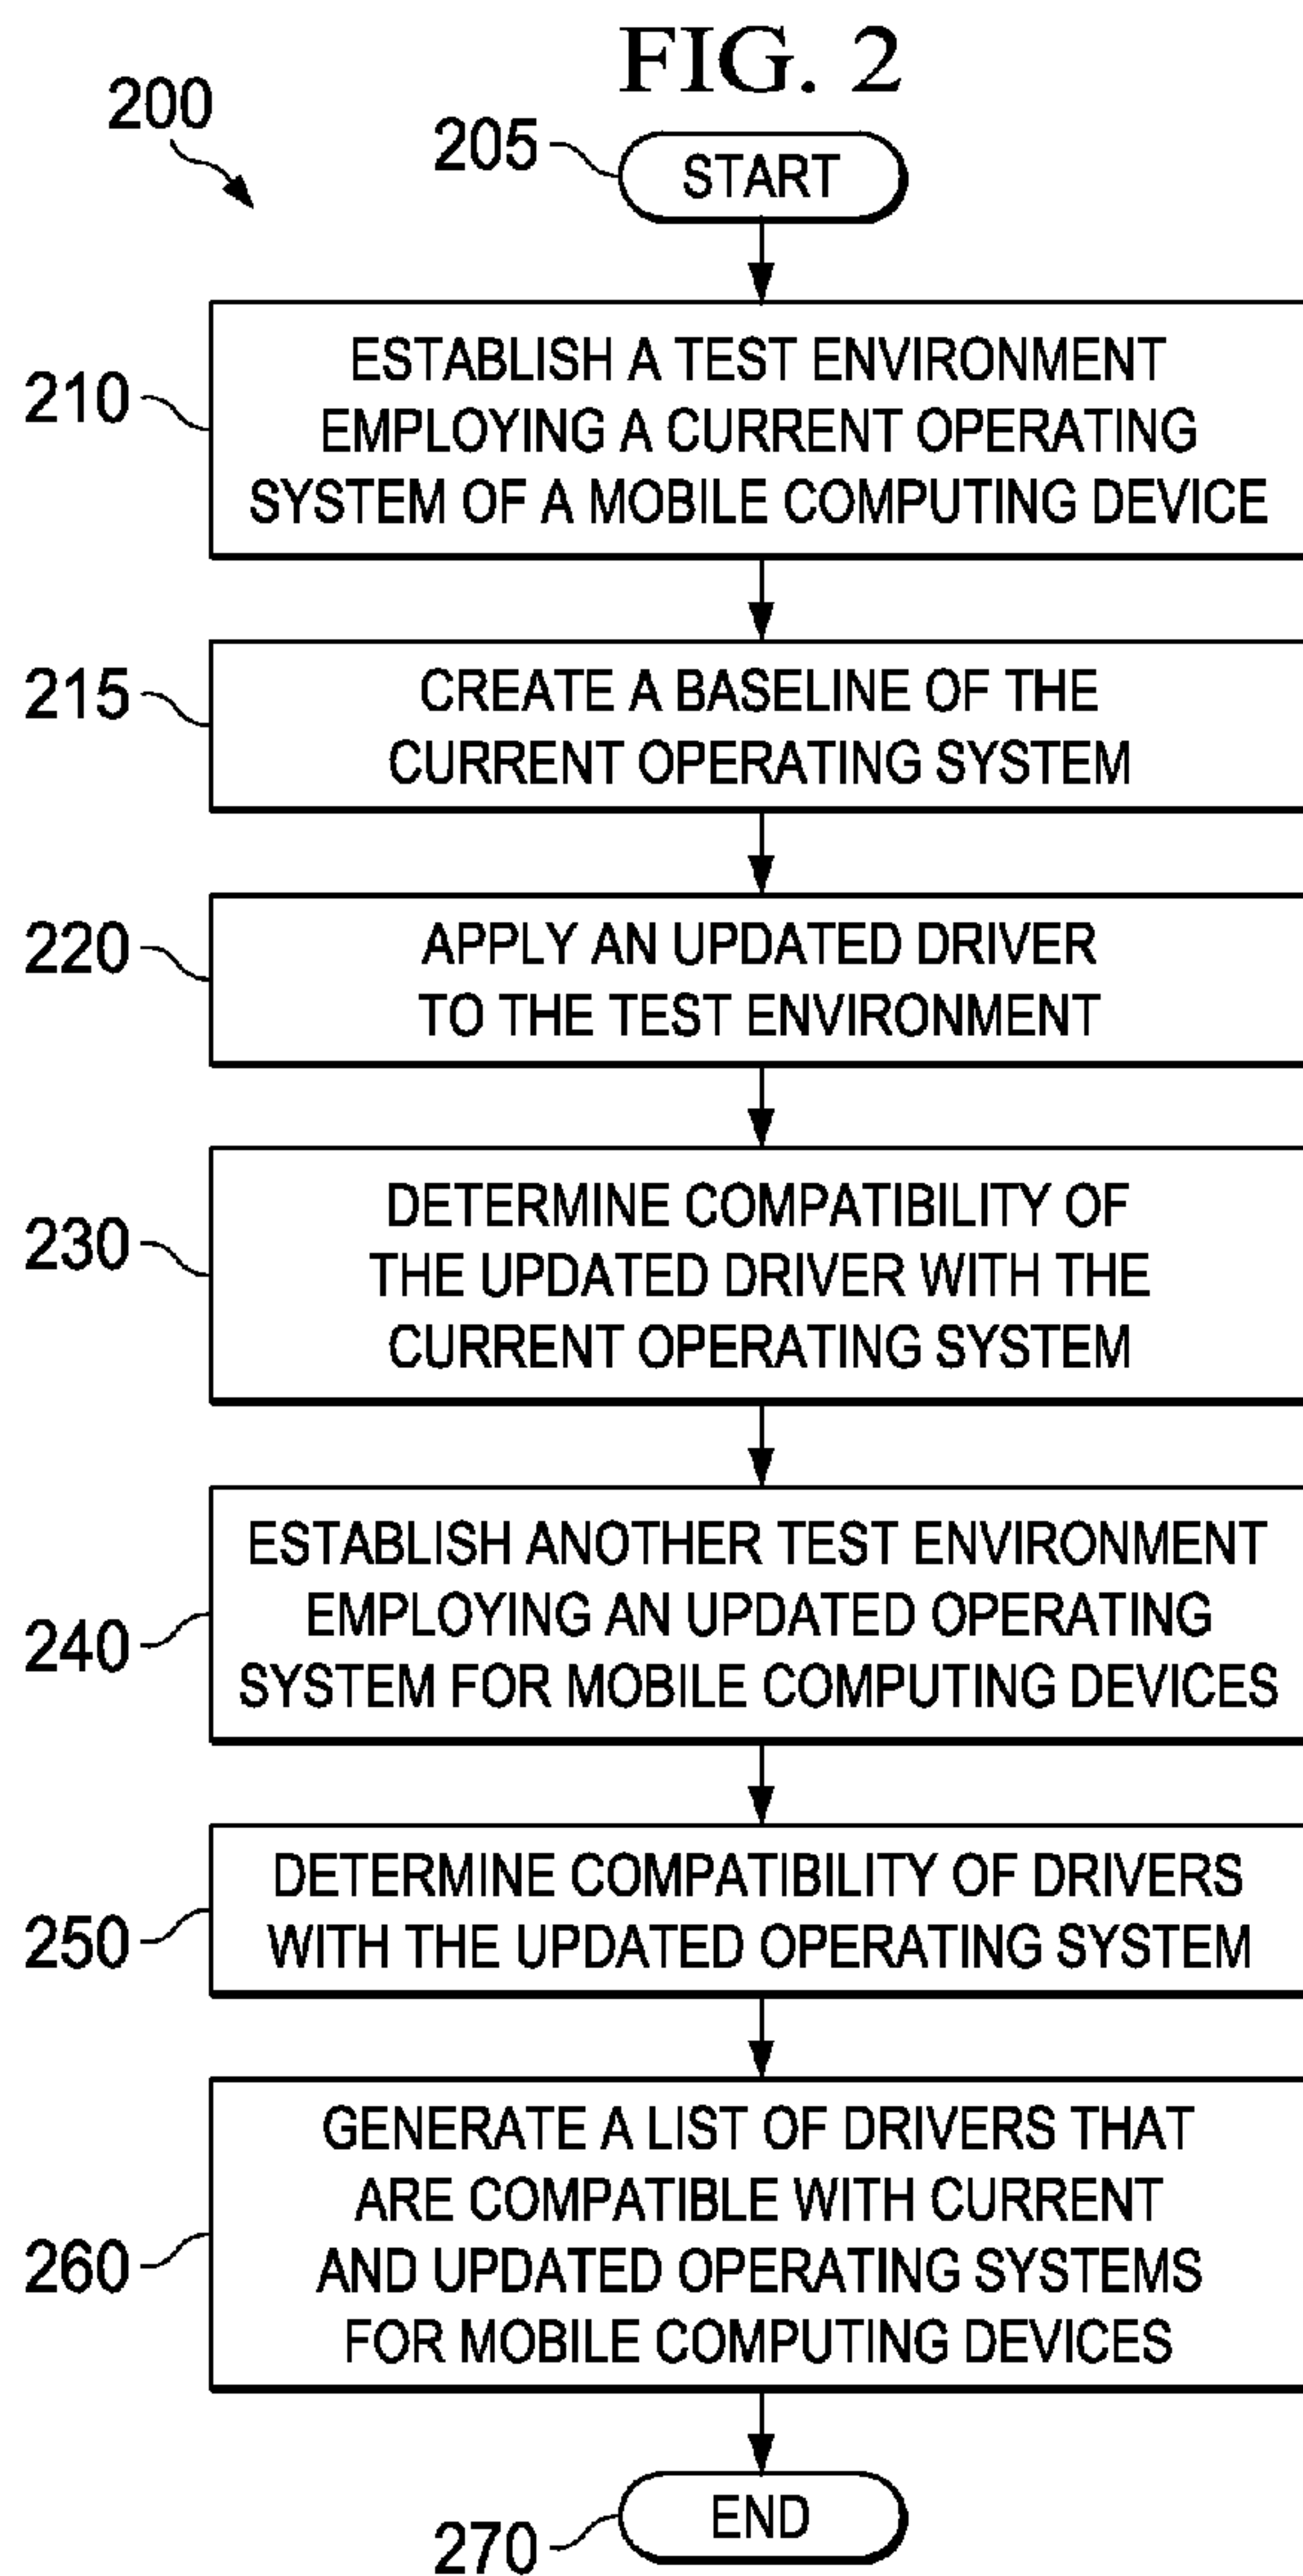 FIG. 2
200
205
START
210
ESTABLISH A TEST ENVIRONMENT
EMPLOYING A CURRENT OPERATING
SYSTEM OF A MOBILE COMPUTING DEVICE
215
CREATE A BASELINE OF THE
CURRENT OPERATING SYSTEM
220
APPLY AN UPDATED DRIVER
TO THE TEST ENVIRONMENT
230
DETERMINE COMPATIBILITY OF
THE UPDATED DRIVER WITH THE
CURRENT OPERATING SYSTEM
240
ESTABLISH ANOTHER TEST ENVIRONMENT
EMPLOYING AN UPDATED OPERATING
SYSTEM FOR MOBILE COMPUTING DEVICES
250
DETERMINE COMPATIBILITY OF DRIVERS
WITH THE UPDATED OPERATING SYSTEM
260
GENERATE A LIST OF DRIVERS THAT
ARE COMPATIBLE WITH CURRENT
AND UPDATED OPERATING SYSTEMS
FOR MOBILE COMPUTING DEVICES
270
END